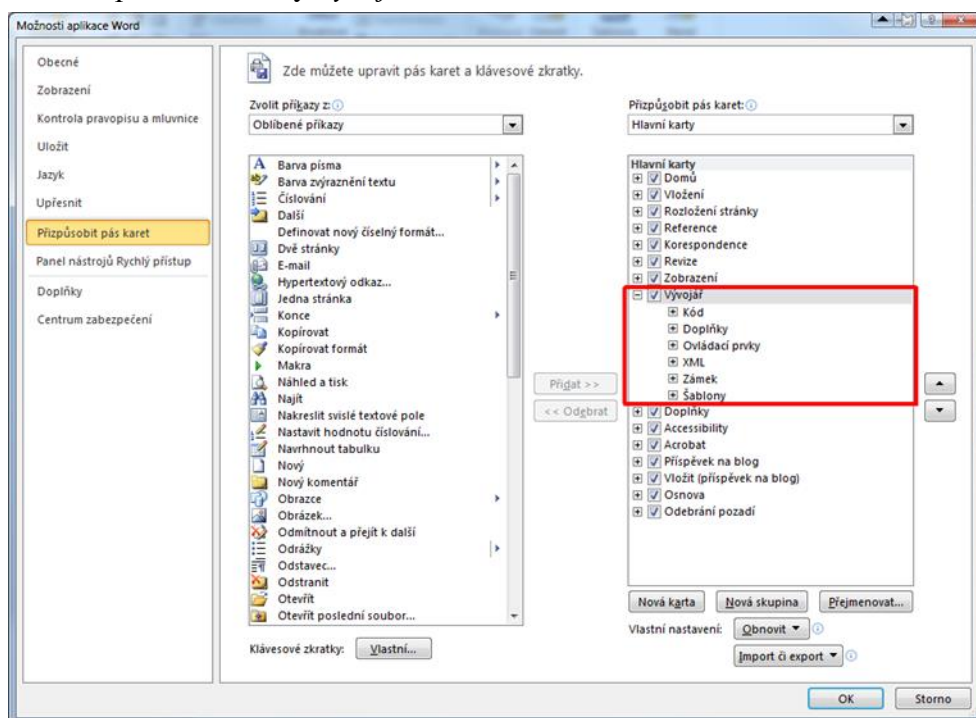 Možnosti aplikace Word
Obecné
Zobrazení
Kontrola pravopisu a mluvnice
Uložit
Jazyk
Upřesnit
Přizpůsobit pás karet
Panel nástrojů Rychlý přístup
Doplňky
Centrum zabezpečení
Zde můžete upravit pás karet a klávesové zkratky.
Zvolit příkazy z:
Oblíbené příkazy
Barva písma
Barva zvýraznění textu
Číslování
Další
Definovat nový číselný formát...
Dvě stránky
E-mail
Hypertextový odkaz...
Jedna stránka
Konce
Kopírovat
Kopírovat formát
Makra
Náhled a tisk
Najít
Nakreslit svislé textové pole
Nastavit hodnotu číslování...
Navrhnout tabulku
Nový
Nový komentář
Obrazce
Obrázek...
Odmítnout a přejít k další
Odrážky
Odstavec...
Odstranit
Otevřít
Otevřít poslední soubor...
Klávesové zkratky: Vlastní...
Přidat >>
<< Odebrat
Přizpůsobit pás karet:
Hlavní karty
Hlavní karty
Domů
Vložení
Rozložení stránky
Reference
Korespondence
Revize
Zobrazení
Vývojář
Kód
Doplňky
Ovládací prvky
XML
Zámek
Šablony
Doplňky
Accessibility
Acrobat
Příspěvek na blog
Vložit (příspěvek na blog)
Osnova
Odebrání pozadí
Nová karta Nová skupina Přejmenovat...
Vlastní nastavení: Obnovit
Import či export
OK Storno